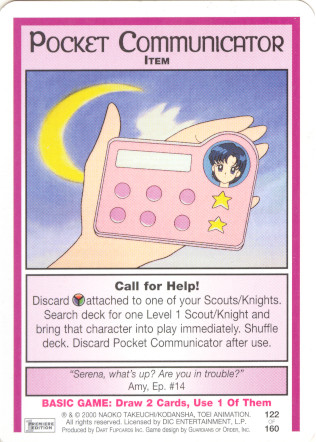 POCKET COMMUNICATOR
ITEM
Call for Help!
Discard attached to one of your Scouts/Knights.
Search deck for one Level 1 Scout/Knight and
bring that character into play immediately. Shuffle
deck. Discard Pocket Communicator after use.
"Serena, what's up? Are you in trouble?"
Amy, Ep. #14
BASIC GAME: Draw 2 Cards, Use 1 Of Them
PREMIERE
EDITION
® & © 2000 NAOKO TAKEUCHI/KODANSHA, TOEI ANIMATION.
All rights reserved. Licensed by DIC ENTERTAINMENT, L.P.
Produced by DART FLIPCARDS INC. Game design by GUARDIANS OF ORDER, INC.
122
OF
160